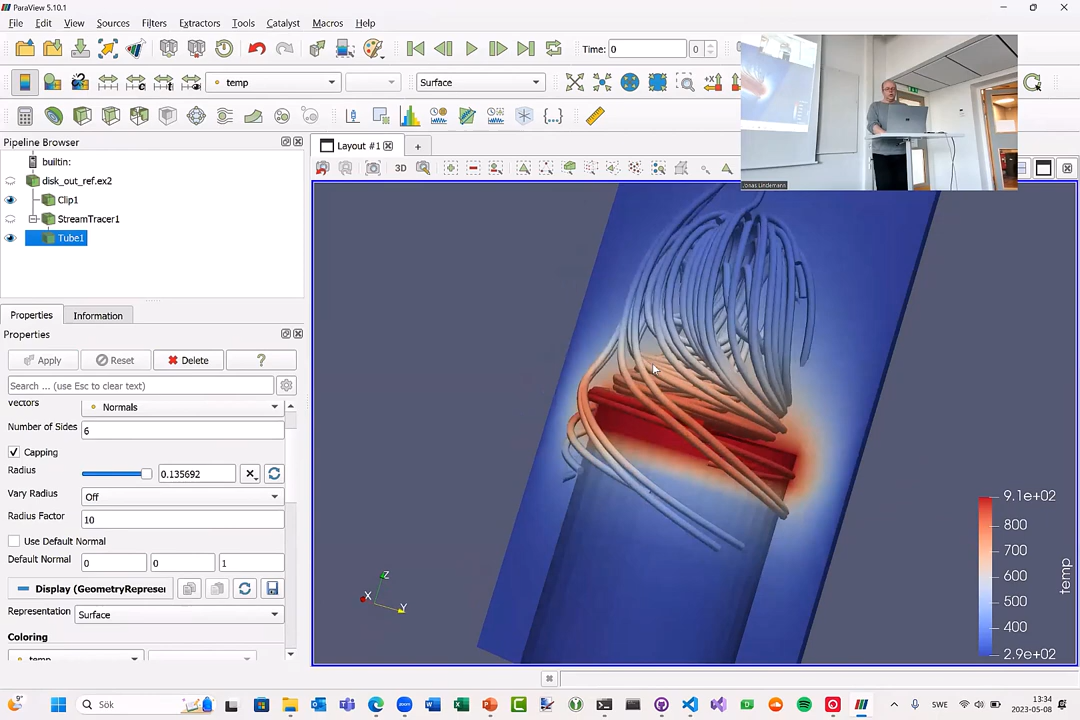 ParaView 5.10.1
File Edit View Sources Filters Extractors Tools Catalyst Macros Help
Time: 0 0
temp Surface
+X
Jonas Lindemann
Pipeline Browser
builtin:
disk_out_ref.ex2
Clip1
StreamTracer1
Tube1
Layout #1
3D
Properties Information
Properties
Apply Reset Delete ?
Search ... (use Esc to clear text)
Vectors Normals
Number of Sides 6
Capping
Radius 0.135692
Vary Radius Off
Radius Factor 10
Use Default Normal
Default Normal 0 0 1
Display (GeometryRepreser
Representation Surface
Coloring
temp
Z
X
Y
9.1e+02
800
700
600
500
400
2.9e+02
temp
9°
Sök
SWE
13:34
2023-05-08